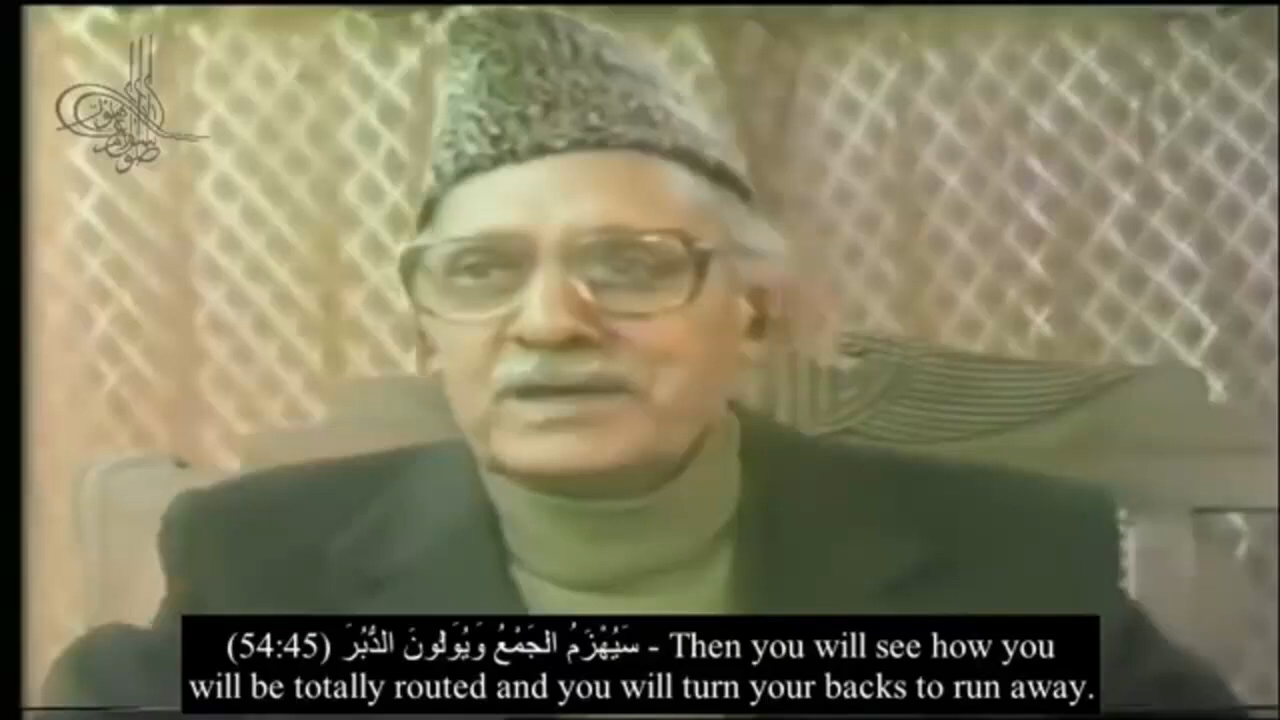 (54:45) سَيُهْزَمُ الْجَمْعُ وَيُوَلُّونَ الدُّبُرَ - Then you will see how you
will be totally routed and you will turn your backs to run away.